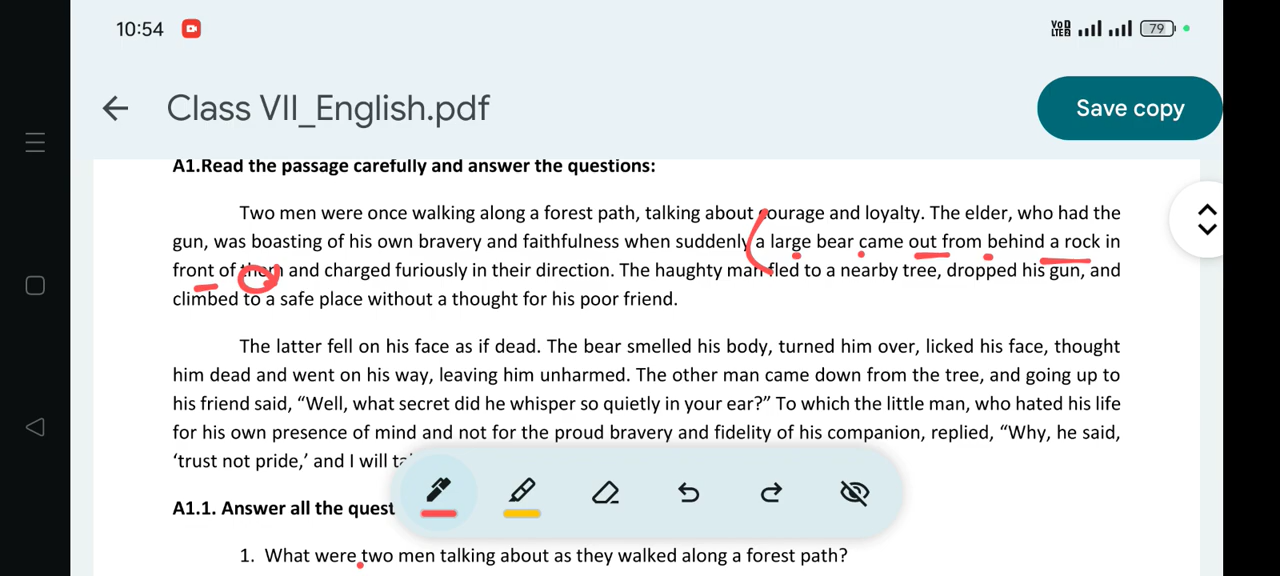 10:54
VoD LTE2 79
Class VII_English.pdf
Save copy
A1.Read the passage carefully and answer the questions:
Two men were once walking along a forest path, talking about courage and loyalty. The elder, who had the
gun, was boasting of his own bravery and faithfulness when suddenly a large bear came out from behind a rock in
front of them and charged furiously in their direction. The haughty man fled to a nearby tree, dropped his gun, and
climbed to a safe place without a thought for his poor friend.
The latter fell on his face as if dead. The bear smelled his body, turned him over, licked his face, thought
him dead and went on his way, leaving him unharmed. The other man came down from the tree, and going up to
his friend said, “Well, what secret did he whisper so quietly in your ear?” To which the little man, who hated his life
for his own presence of mind and not for the proud bravery and fidelity of his companion, replied, “Why, he said,
‘trust not pride,’ and I will
A1.1. Answer all the quest
1. What were two men talking about as they walked along a forest path?